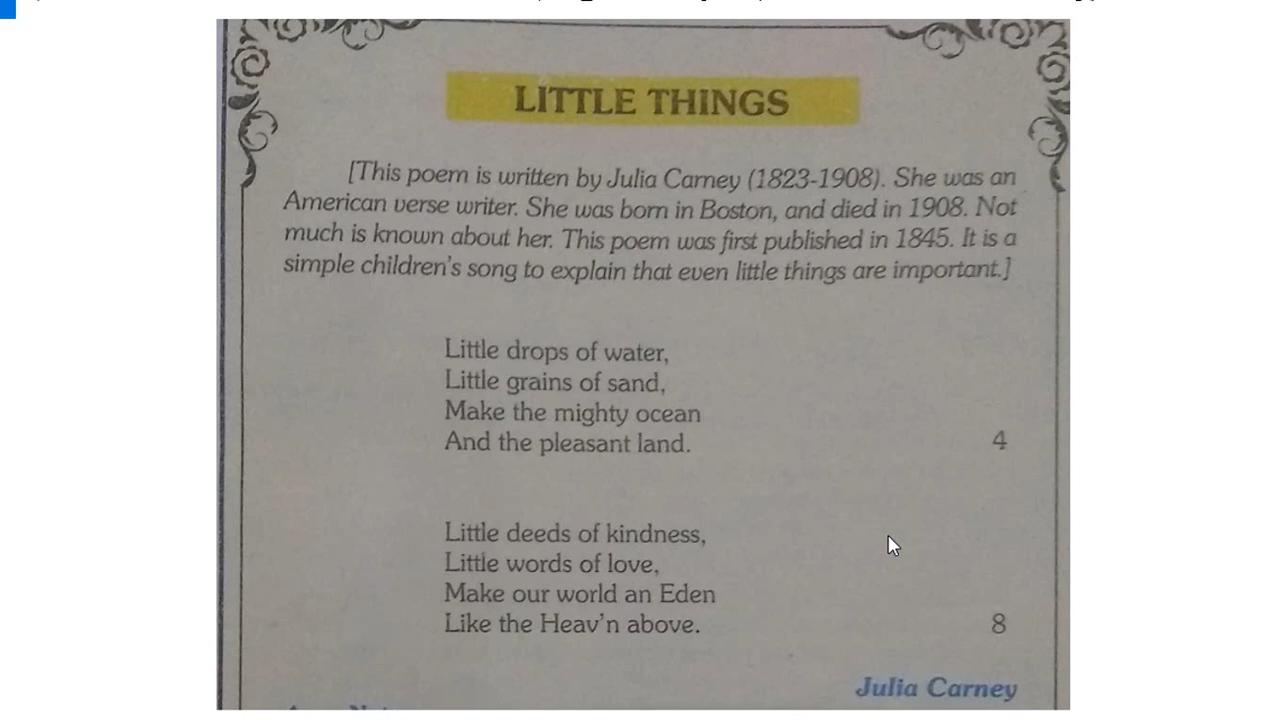 LITTLE THINGS
[This poem is written by Julia Carney (1823-1908). She was an
American verse writer. She was born in Boston, and died in 1908. Not
much is known about her. This poem was first published in 1845. It is a
simple children's song to explain that even little things are important.]
Little drops of water,
Little grains of sand,
Make the mighty ocean
And the pleasant land. 4
Little deeds of kindness,
Little words of love,
Make our world an Eden
Like the Heav'n above. 8
Julia Carney